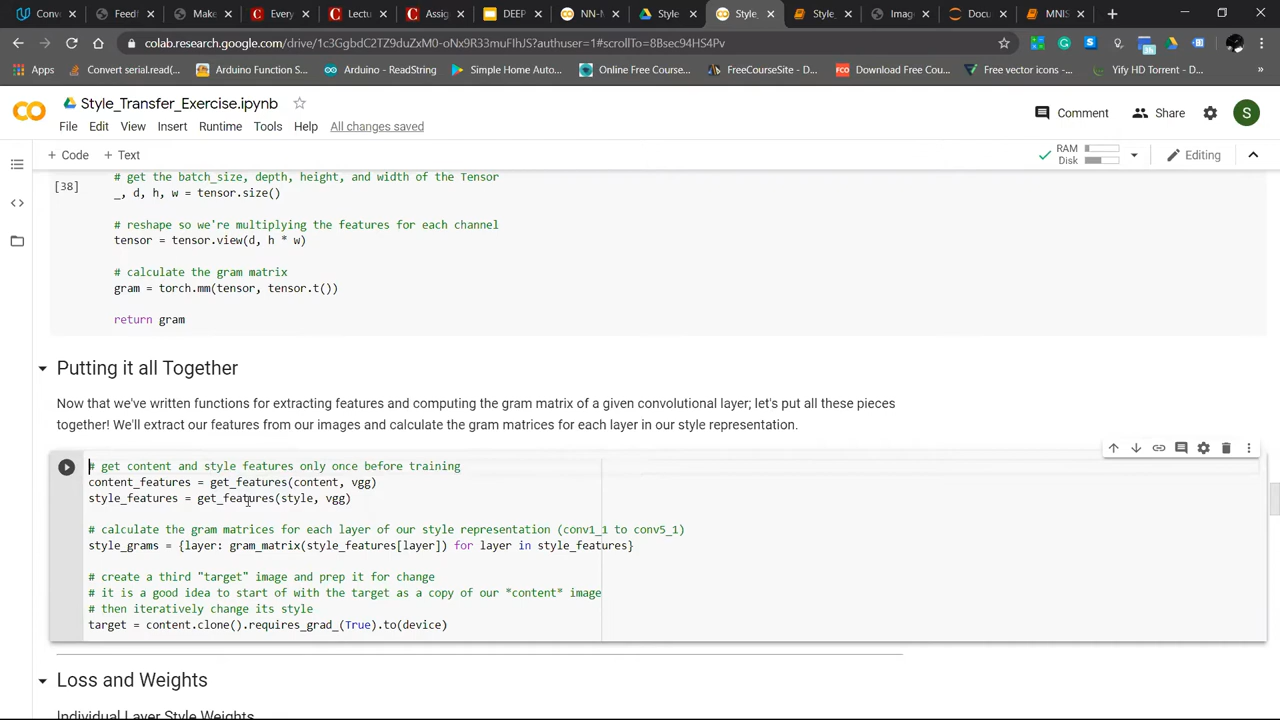 Conv
Feed
Make
Every
Lectur
Assig
DEEP
NN-M
Style
Style_
Style_
Imag
Docu
MNIS
colab.research.google.com/drive/1c3GgbdC2TZ9duZxM0-oNx9R33muFIhJS?authuser=1#scrollTo=8Bsec94HS4Pv
Apps
Convert serial.read(...
Arduino Function S...
Arduino - ReadString
Simple Home Auto...
Online Free Course...
FreeCourseSite - D...
Download Free Cou...
Free vector icons -...
Yify HD Torrent - D...
Style_Transfer_Exercise.ipynb
Comment
Share
S
File Edit View Insert Runtime Tools Help All changes saved
+ Code + Text
RAM
Disk
Editing
# get the batch_size, depth, height, and width of the Tensor
[38]
_, d, h, w = tensor.size()
# reshape so we're multiplying the features for each channel
tensor = tensor.view(d, h * w)
# calculate the gram matrix
gram = torch.mm(tensor, tensor.t())
return gram
Putting it all Together
Now that we've written functions for extracting features and computing the gram matrix of a given convolutional layer; let's put all these pieces
together! We'll extract our features from our images and calculate the gram matrices for each layer in our style representation.
# get content and style features only once before training
content_features = get_features(content, vgg)
style_features = get_features(style, vgg)
# calculate the gram matrices for each layer of our style representation (conv1_1 to conv5_1)
style_grams = {layer: gram_matrix(style_features[layer]) for layer in style_features}
# create a third "target" image and prep it for change
# it is a good idea to start of with the target as a copy of our *content* image
# then iteratively change its style
target = content.clone().requires_grad_(True).to(device)
Loss and Weights
Individual Layer Style Weights